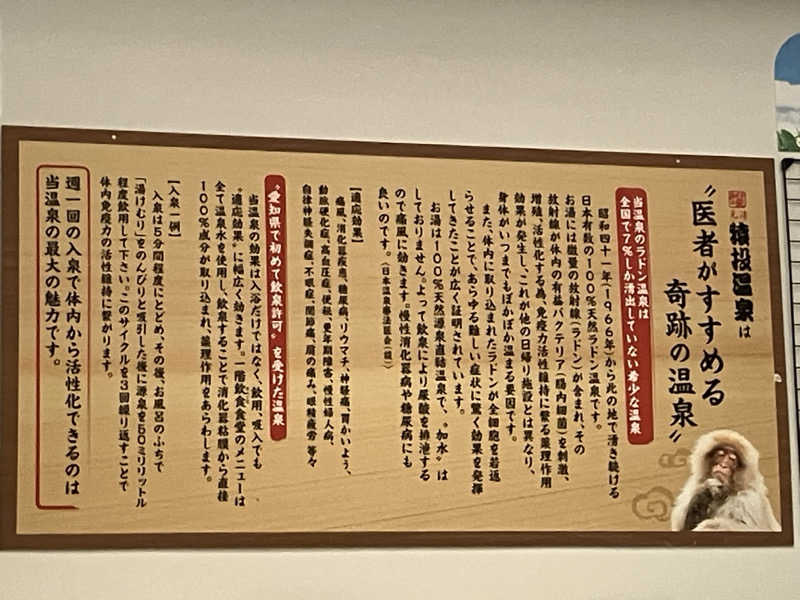 元湯
猿投温泉は
〝医者がすすめる
奇跡の温泉〟
当温泉のラドン温泉は
全国で7%しか湧出していない希少な温泉
昭和四十一年(1966年)から此の地で湧き続ける
日本有数の100%天然ラドン温泉です。
お湯には微量の放射線(ラドン)が含まれ、その
放射線が体内の有益バクテリア(腸内細菌)を刺激、
増殖、活性化する為、免疫力活性維持に繋る薬理作用
効果が発生し、これが他の日帰り施設とは異なり、
身体がいつまでもぽかぽか温まる要因です。
また、体内に取り込まれたラドンが全細胞を若返
らせることで、あらゆる難しい症状に驚く効果を発揮
してきたことが広く証明されています。
お湯は100%天然源泉直結温泉で、〝加水〟は
しておりません。よって飲泉により尿酸を排泄する
ので痛風に効きます。慢性消化器病や糖尿病にも
良いのです。(日本温泉療法医会(観))
【適応効果】
痛風、消化器疾患、糖尿病、リウマチ、神経痛、胃かいよう、
動脈硬化症、高血圧症、便秘、更年期障害、慢性婦人病、
自律神経失調症、不眠症、関節痛、肩の痛み、眼精疲労 等々
〝愛知県で初めて飲泉許可〟を受けた温泉
当温泉の効果は入浴だけではなく、飲用、吸入でも
〝適応効果〟に幅広く効きます。一階飲食食堂のメニューは
全て温泉水を使用し、飲泉することで消化器粘膜から直接
100%成分が取り込まれ、薬理作用をあらわします。
【入泉一例】
入泉は5分間程度にとどめ、その後、お風呂のふちで
「湯けむり」をのんびりと吸引した後に源泉を50ミリリットル
程度飲用して下さい。このサイクルを3回繰り返すことで
体内免疫力の活性維持に繋がります。
週一回の入泉で体内から活性化できるのは
当温泉の最大の魅力です。